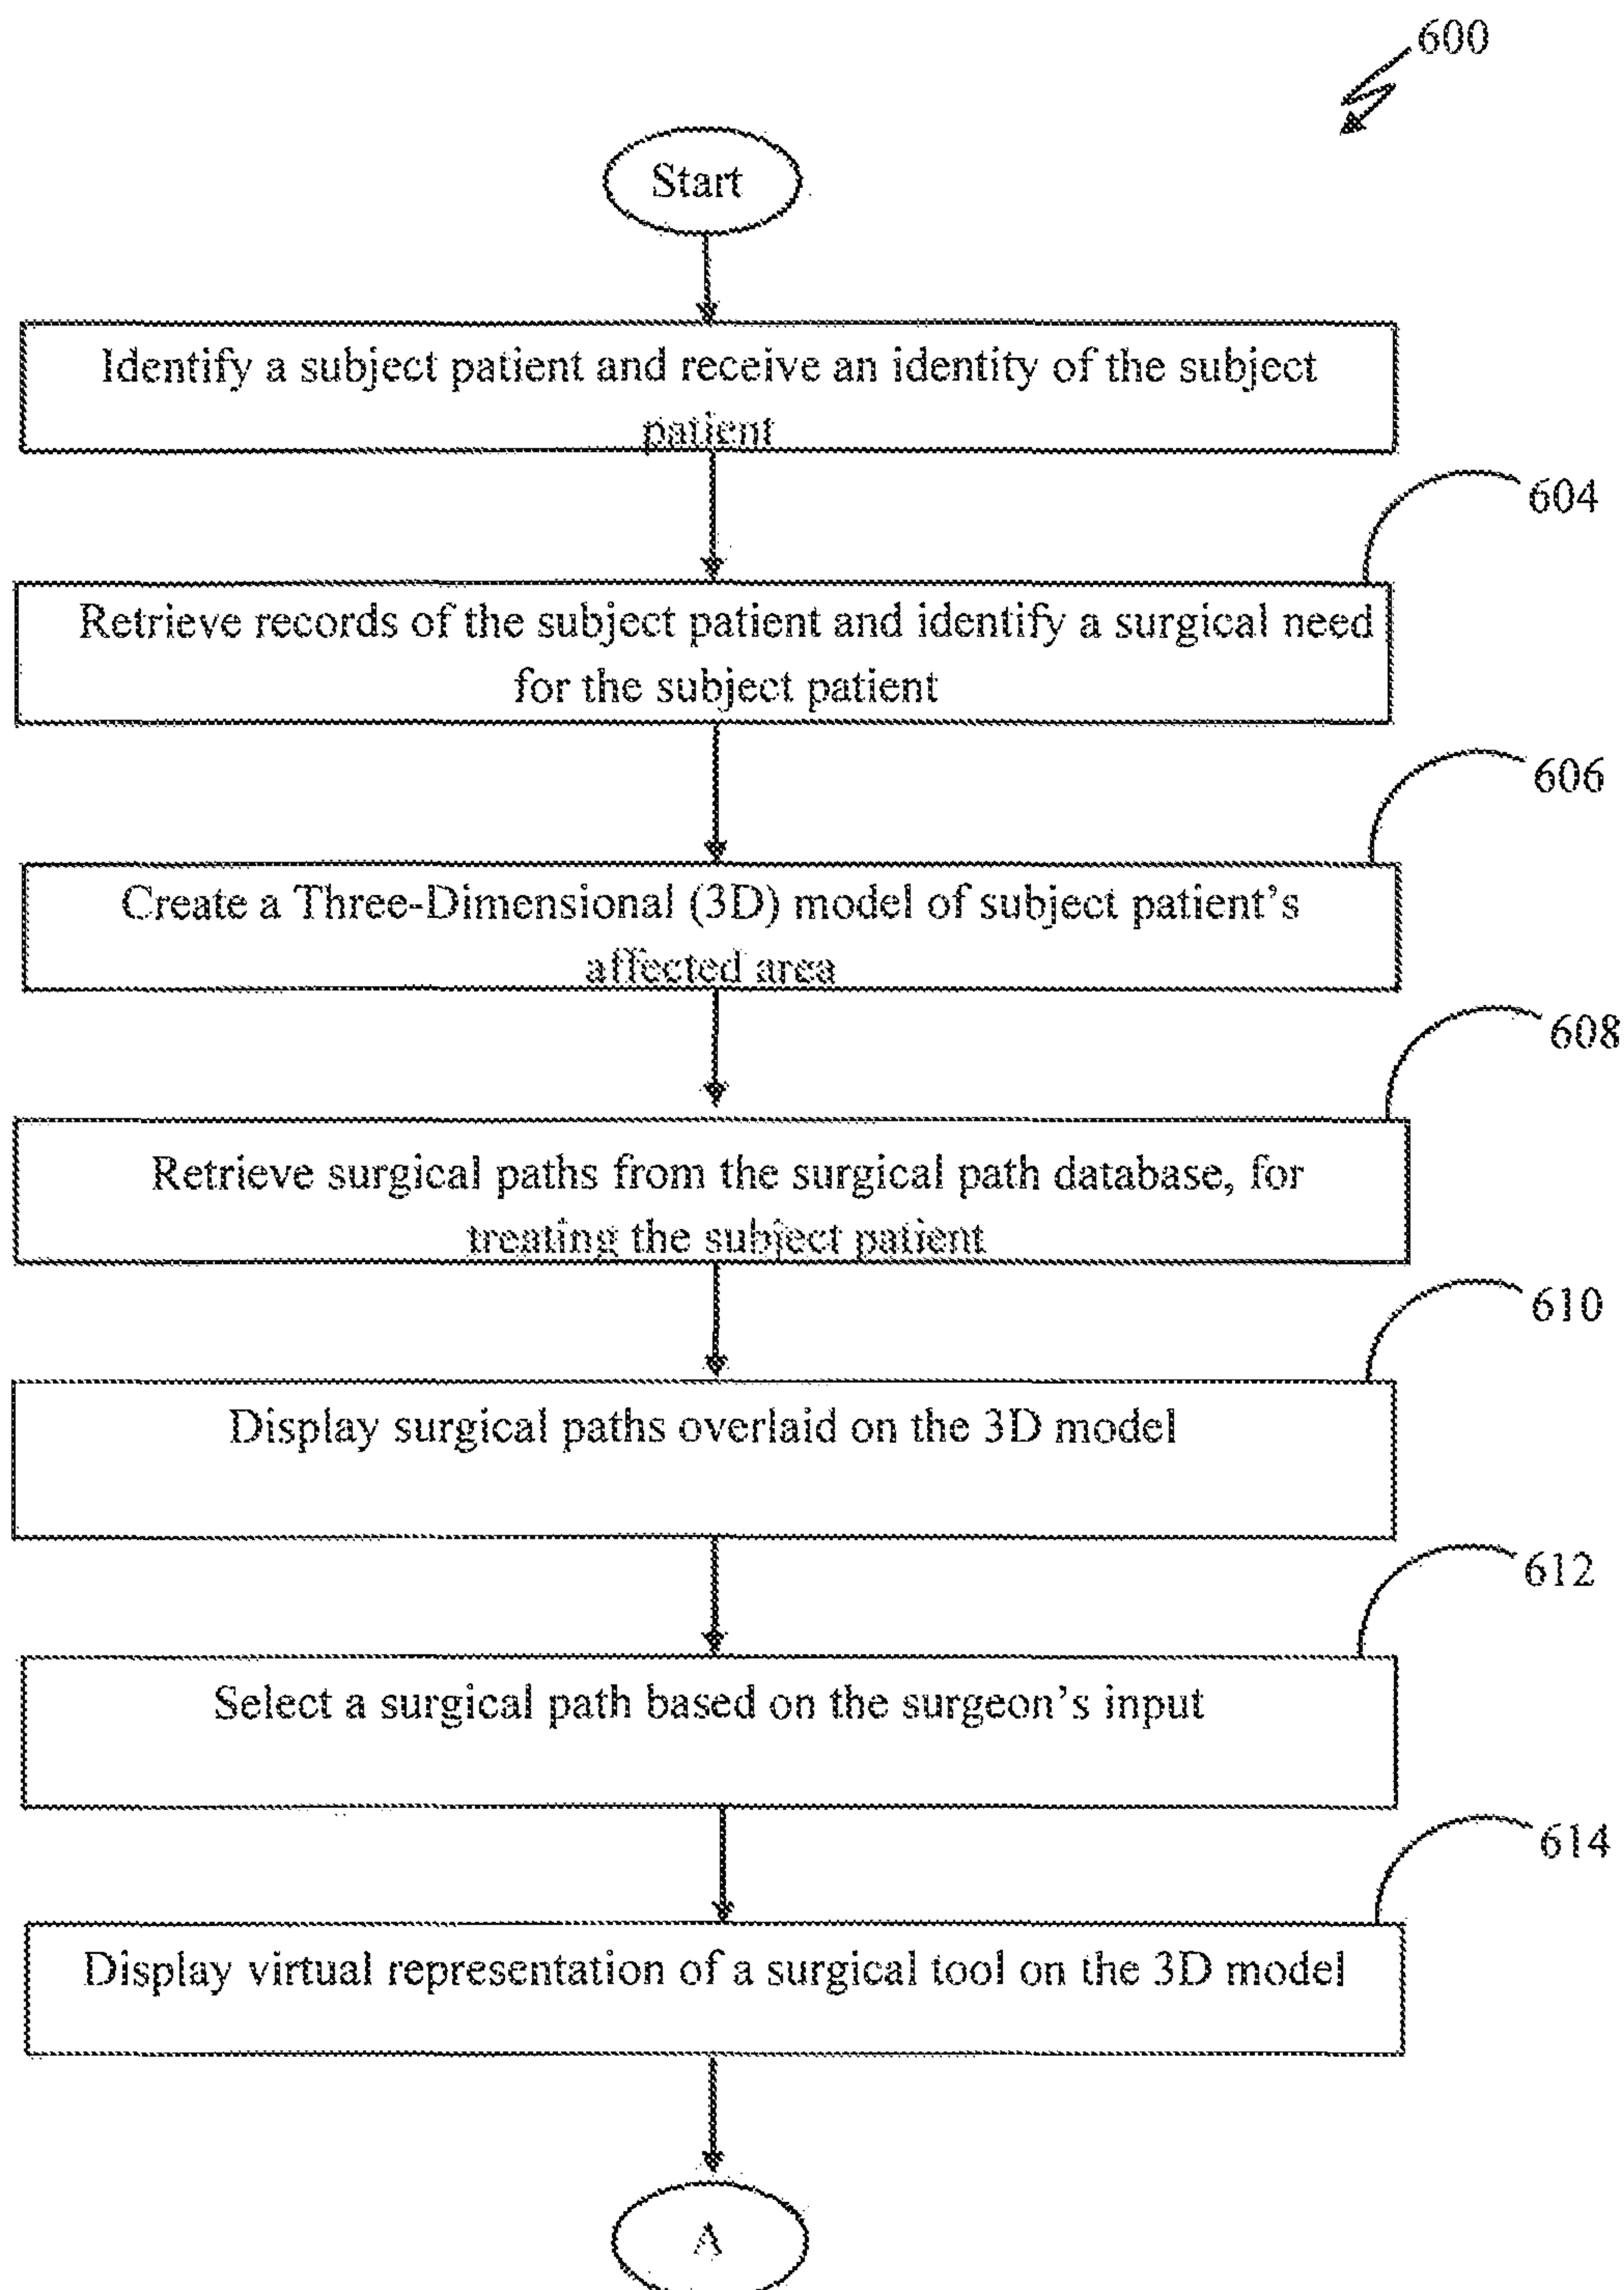 600
Start
Identify a subject patient and receive an identity of the subject
patient
604
Retrieve records of the subject patient and identify a surgical need
for the subject patient
606
Create a Three-Dimensional (3D) model of subject patient’s
affected area
608
Retrieve surgical paths from the surgical path database, for
treating the subject patient
610
Display surgical paths overlaid on the 3D model
612
Select a surgical path based on the surgeon’s input
614
Display virtual representation of a surgical tool on the 3D model
A